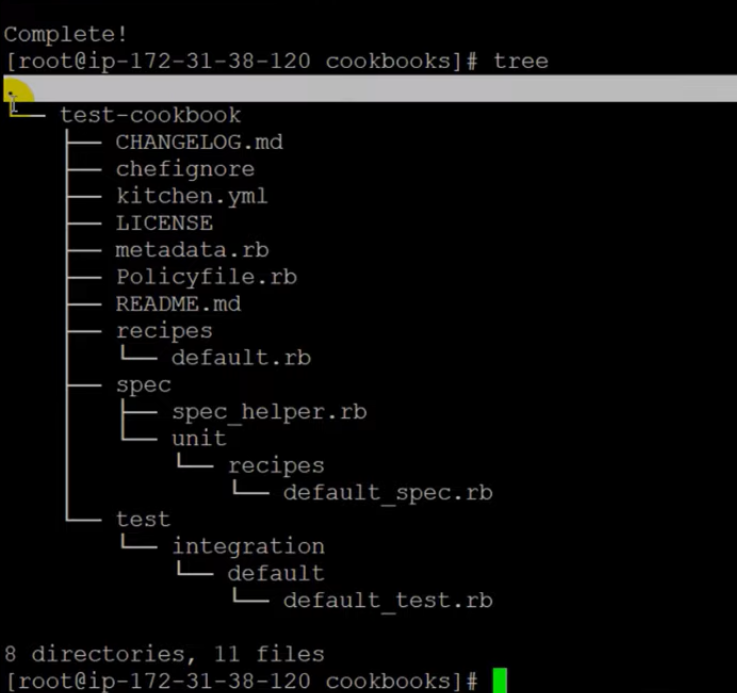 Complete!
[root@ip-172-31-38-120 cookbooks]# tree
.
└── test-cookbook
    ├── CHANGELOG.md
    ├── chefignore
    ├── kitchen.yml
    ├── LICENSE
    ├── metadata.rb
    ├── Policyfile.rb
    ├── README.md
    ├── recipes
    │   └── default.rb
    ├── spec
    │   ├── spec_helper.rb
    │   └── unit
    │       └── recipes
    │           └── default_spec.rb
    └── test
        └── integration
            └── default
                └── default_test.rb
8 directories, 11 files
[root@ip-172-31-38-120 cookbooks]#